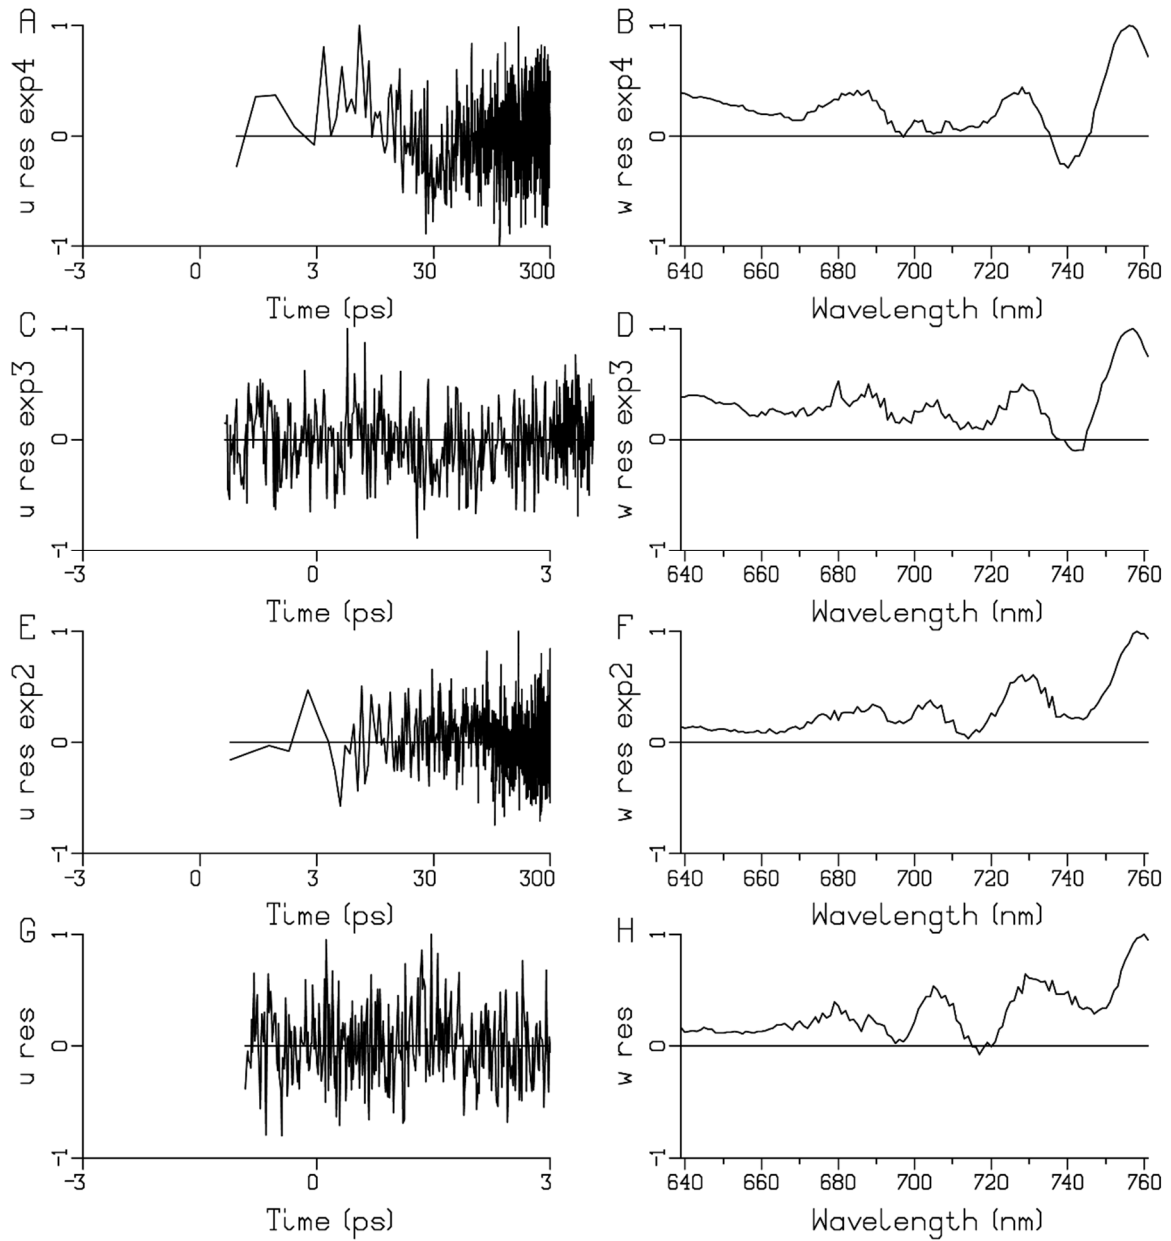 A
B
u res exp4
1
0
-1
-3 0 3 30 300
Time (ps)
w res exp4
1
0
-1
640 660 680 700 720 740 760
Wavelength (nm)
C
D
u res exp3
1
0
-1
-3 0 3
Time (ps)
w res exp3
1
0
-1
640 660 680 700 720 740 760
Wavelength (nm)
E
F
u res exp2
1
0
-1
-3 0 3 30 300
Time (ps)
w res exp2
1
0
-1
640 660 680 700 720 740 760
Wavelength (nm)
G
H
u res
1
0
-1
-3 0 3
Time (ps)
w res
1
0
-1
640 660 680 700 720 740 760
Wavelength (nm)